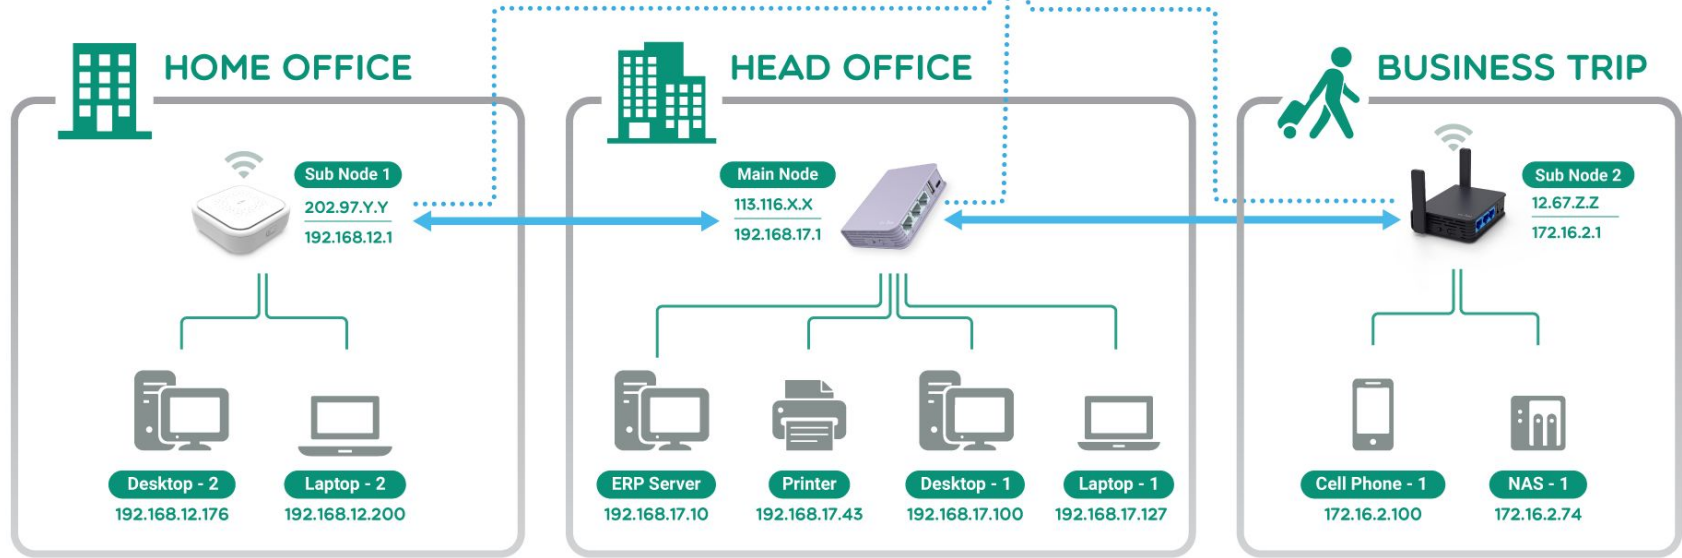 HOME OFFICE
Sub Node 1
202.97.Y.Y
192.168.12.1
Desktop - 2
192.168.12.176
Laptop - 2
192.168.12.200
HEAD OFFICE
Main Node
113.116.X.X
192.168.17.1
ERP Server
192.168.17.10
Printer
192.168.17.43
Desktop - 1
192.168.17.100
Laptop - 1
192.168.17.127
BUSINESS TRIP
Sub Node 2
12.67.Z.Z
172.16.2.1
Cell Phone - 1
172.16.2.100
NAS - 1
172.16.2.74